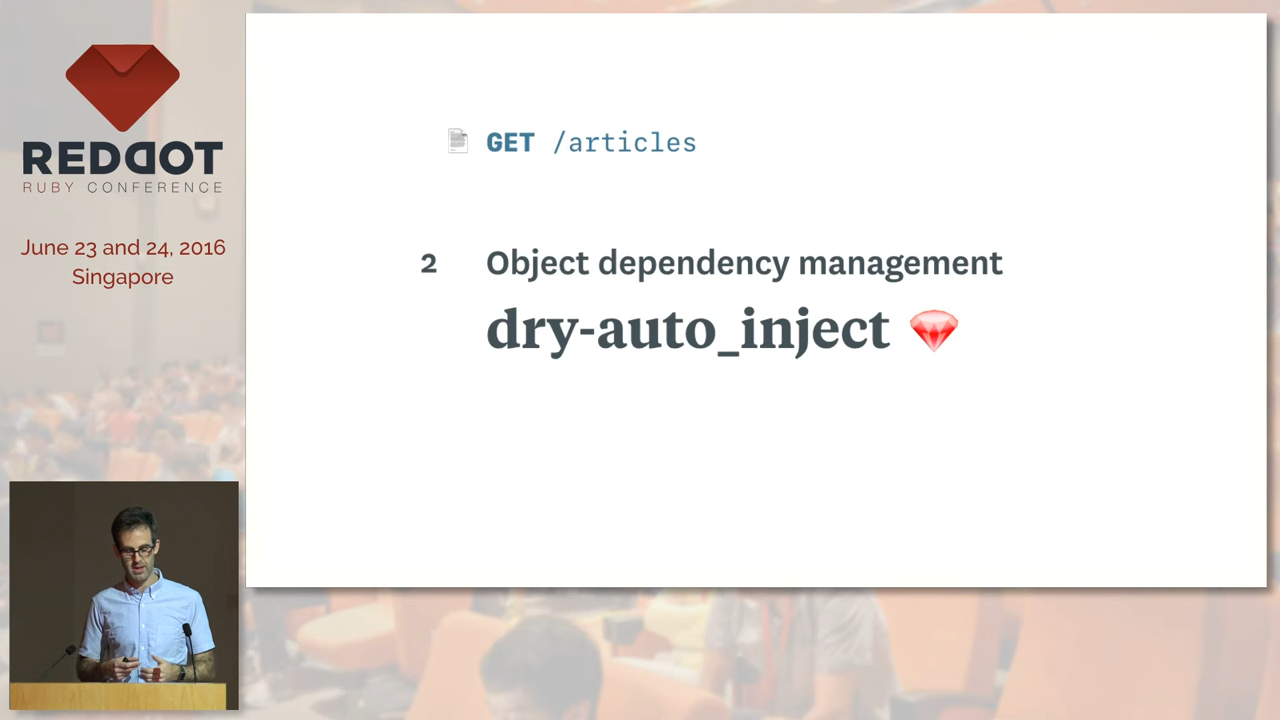 REDDOT
RUBY CONFERENCE
June 23 and 24, 2016
Singapore
GET /articles
2 Object dependency management
dry-auto_inject